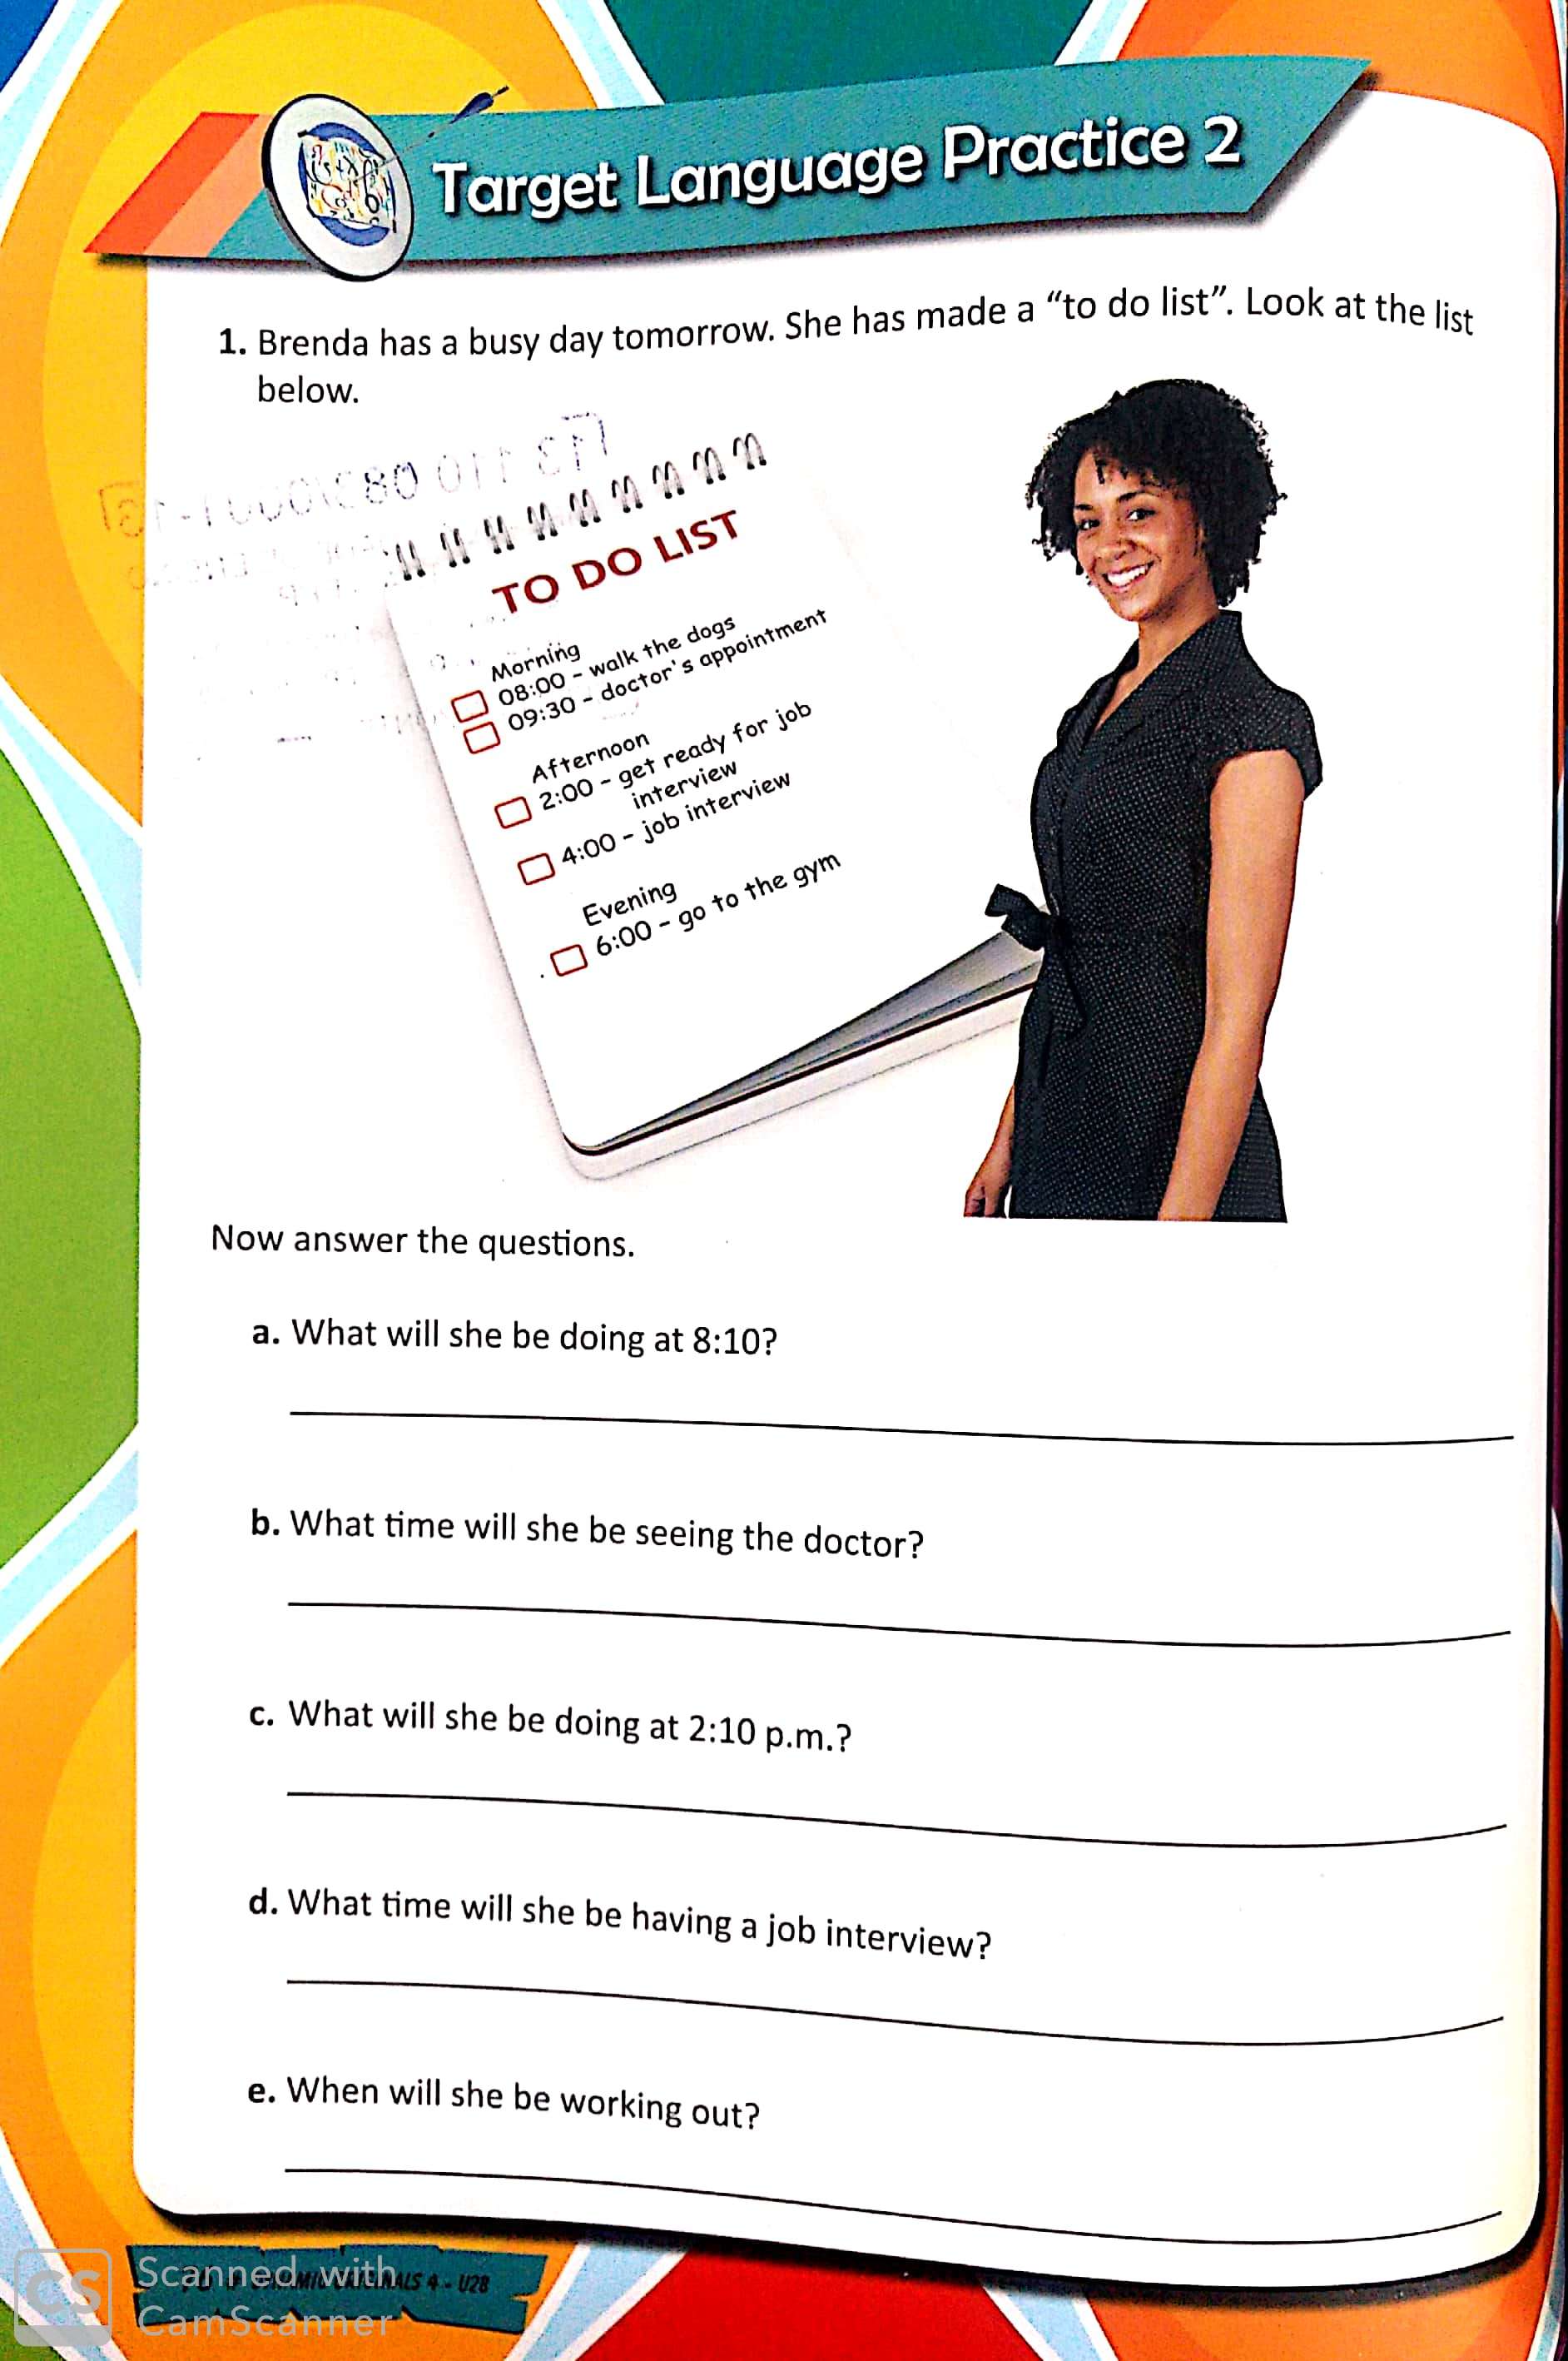 Target Language Practice 2
1. Brenda has a busy day tomorrow. She has made a “to do list”. Look at the list
below.
TO DO LIST
Morning
08:00 - walk the dogs
09:30 - doctor's appointment
Afternoon
2:00 - get ready for job
interview
4:00 - job interview
Evening
6:00 - go to the gym
Now answer the questions.
a. What will she be doing at 8:10?
b. What time will she be seeing the doctor?
c. What will she be doing at 2:10 p.m.?
d. What time will she be having a job interview?
e. When will she be working out?
4 - U28
CS
Scanned with
CamScanner